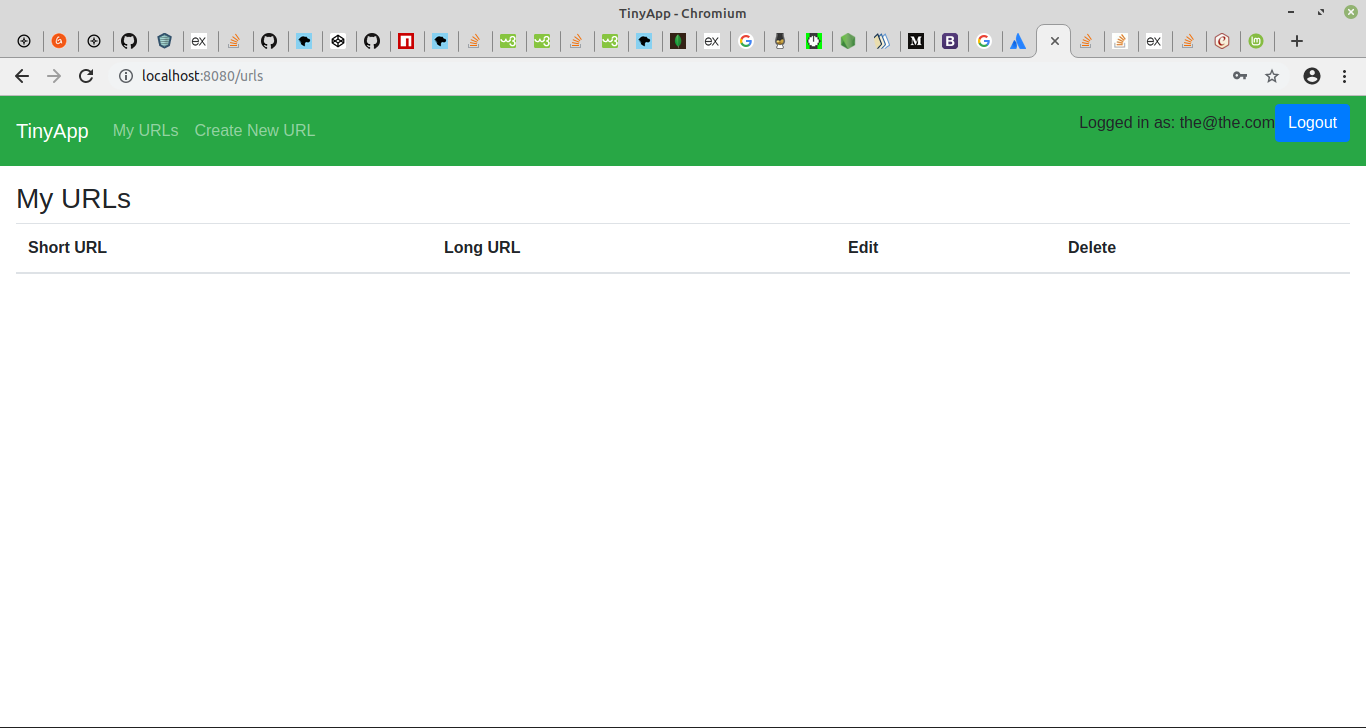 TinyApp - Chromium
localhost:8080/urls
TinyApp My URLs Create New URL Logged in as: the@the.com Logout
My URLs
Short URL Long URL Edit Delete